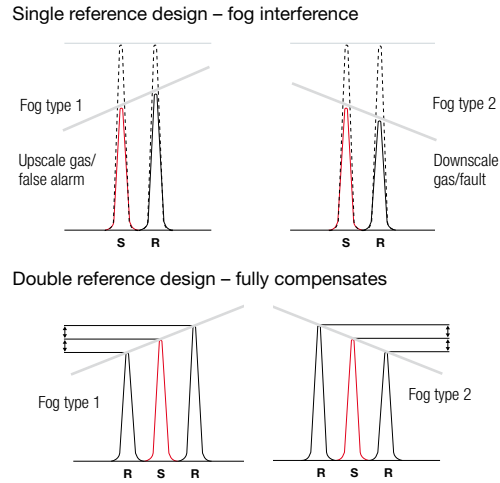 Single reference design – fog interference
Fog type 1
Fog type 2
Upscale gas/
false alarm
Downscale
gas/fault
S R
S R
Double reference design – fully compensates
Fog type 1
Fog type 2
R S R
R S R